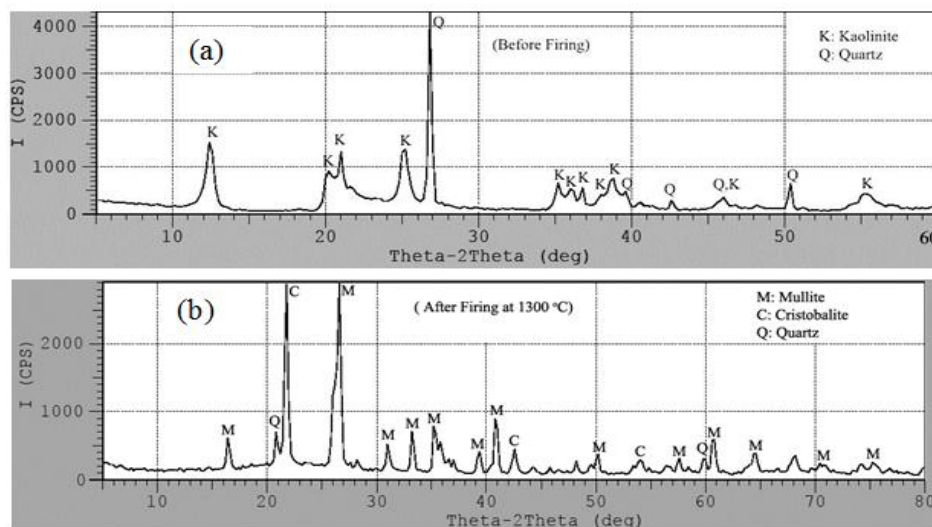 4000
3000
2000
1000
0
I (CPS)
(a)
(Before Firing)
K: Kaolinite
Q: Quartz
K K K K Q K K K K K Q Q Q,K Q K
10 20 30 40 50 60
Theta-2Theta (deg)
2000
1000
0
I (CPS)
(b)
( After Firing at 1300 °C)
M: Mullite
C: Cristobalite
Q: Quartz
M Q C M M M M M M C M C M Q M M M M
10 20 30 40 50 60 70 80
Theta-2Theta (deg)